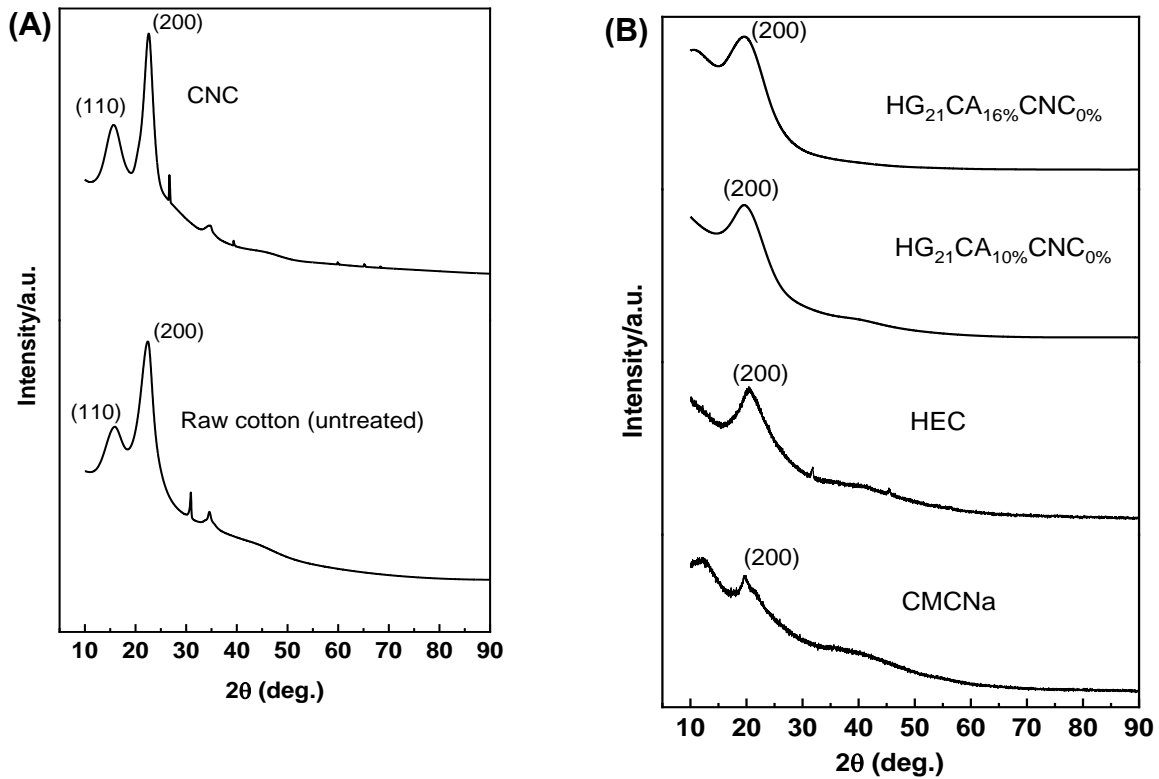 (A)
(200)
CNC
(110)
(200)
(110)
Raw cotton (untreated)
Intensity/a.u.
10 20 30 40 50 60 70 80 90
2θ (deg.)
(B)
(200)
HG₂₁CA₁₆%CNC₀%
(200)
HG₂₁CA₁₀%CNC₀%
(200)
HEC
(200)
CMCNa
Intensity/a.u.
10 20 30 40 50 60 70 80 90
2θ (deg.)